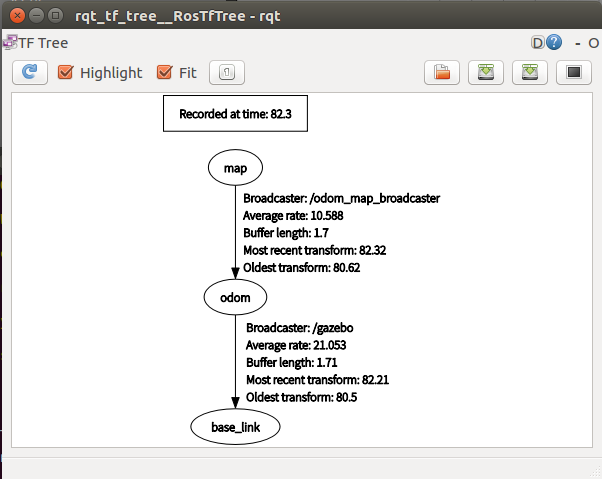 rqt_tf_tree__RosTfTree - rqt
TF Tree
D ? - O
Highlight Fit
Recorded at time: 82.3
map
Broadcaster: /odom_map_broadcaster
Average rate: 10.588
Buffer length: 1.7
Most recent transform: 82.32
Oldest transform: 80.62
odom
Broadcaster: /gazebo
Average rate: 21.053
Buffer length: 1.71
Most recent transform: 82.21
Oldest transform: 80.5
base_link